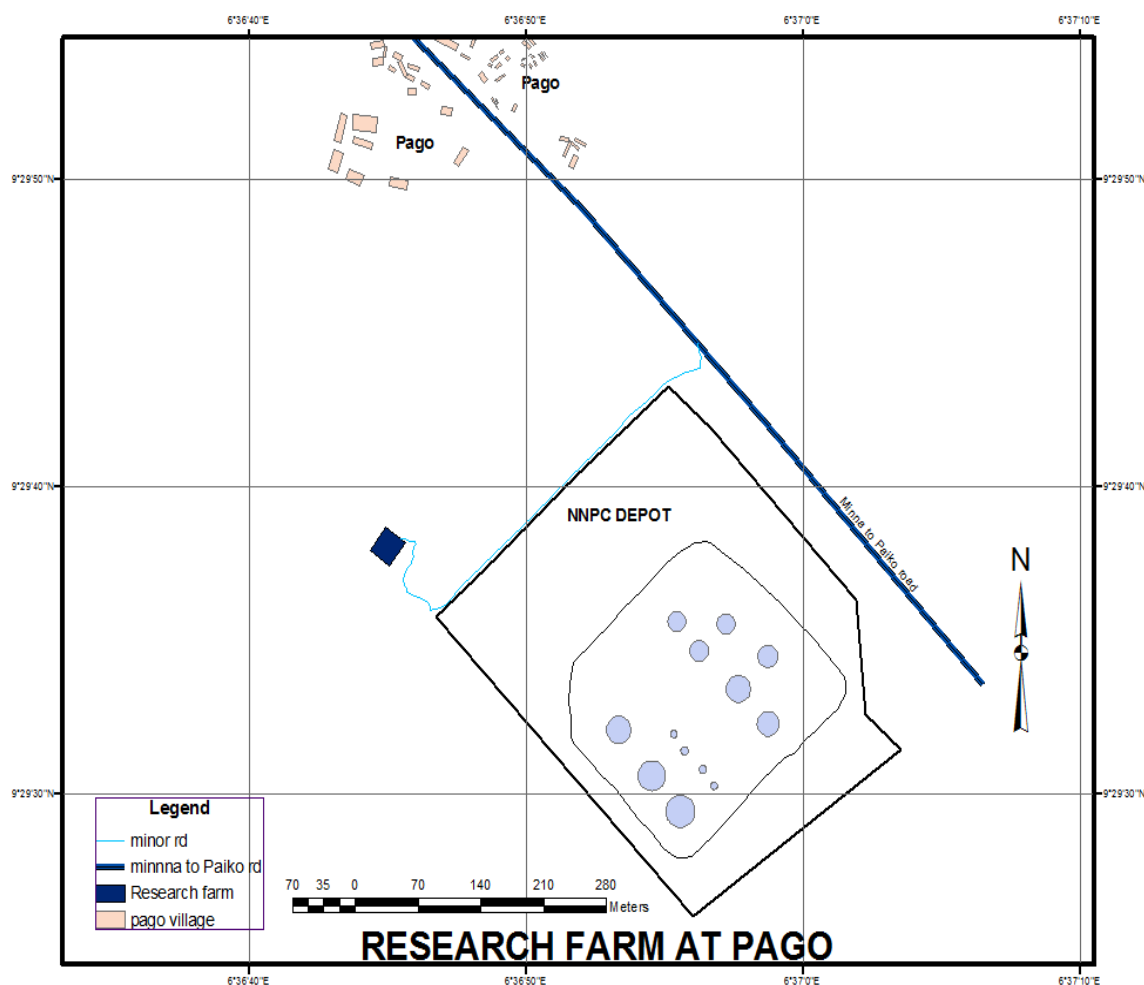 6°36'40"E 6°36'50"E 6°37'0"E 6°37'10"E
Pago
Pago
9°29'50"N 9°29'50"N
9°29'40"N 9°29'40"N
NNPC DEPOT
Minna to Paiko road
N
9°29'30"N 9°29'30"N
Legend
minor rd
minnna to Paiko rd
Research farm
pago village
70 35 0 70 140 210 280
Meters
RESEARCH FARM AT PAGO
6°36'40"E 6°36'50"E 6°37'0"E 6°37'10"E